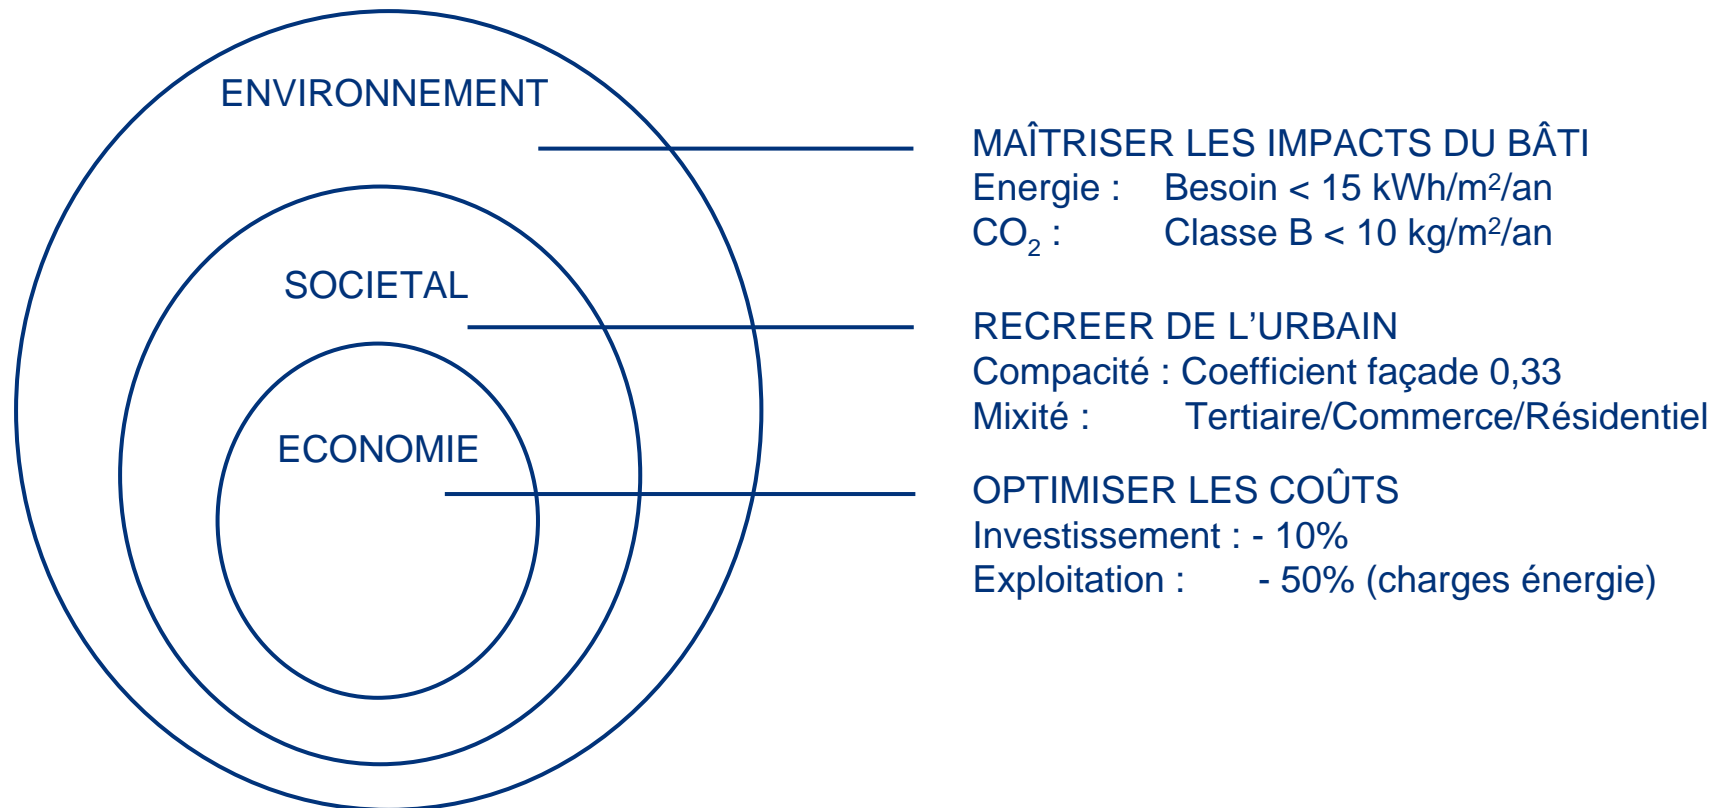 ENVIRONNEMENT
MAÎTRISER LES IMPACTS DU BÂTI
Energie : Besoin < 15 kWh/m²/an
CO₂ : Classe B < 10 kg/m²/an
SOCIETAL
RECREER DE L’URBAIN
Compacité : Coefficient façade 0,33
Mixité : Tertiaire/Commerce/Résidentiel
ECONOMIE
OPTIMISER LES COÛTS
Investissement : - 10%
Exploitation : - 50% (charges énergie)